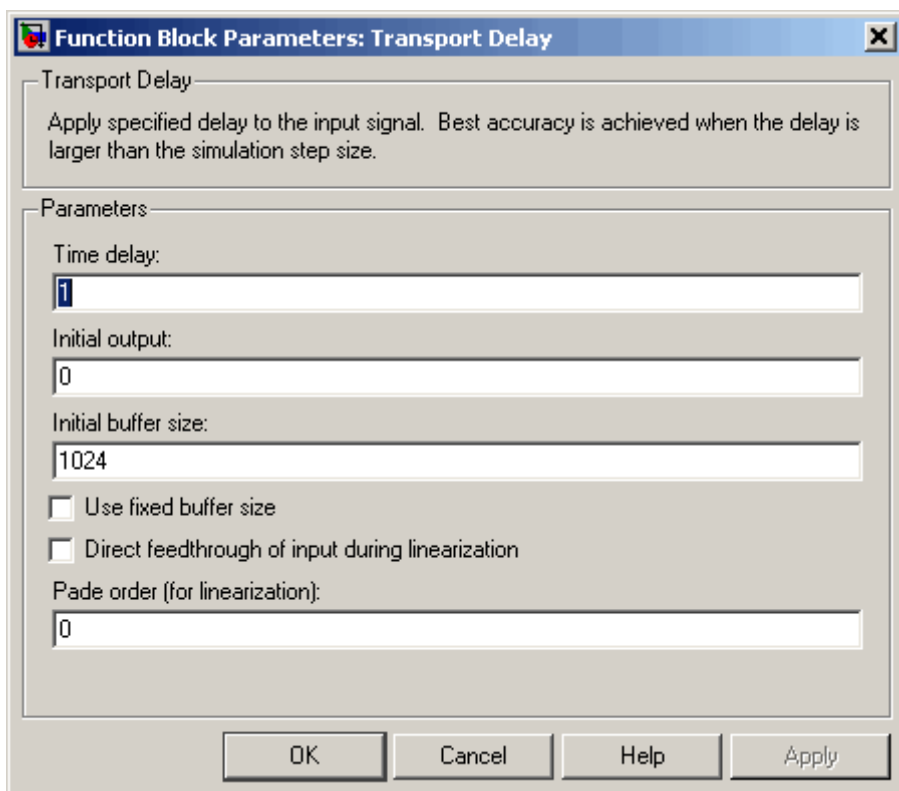 Function Block Parameters: Transport Delay
Transport Delay
Apply specified delay to the input signal. Best accuracy is achieved when the delay is
larger than the simulation step size.
Parameters
Time delay:
1
Initial output:
0
Initial buffer size:
1024
Use fixed buffer size
Direct feedthrough of input during linearization
Pade order (for linearization):
0
OK Cancel Help Apply